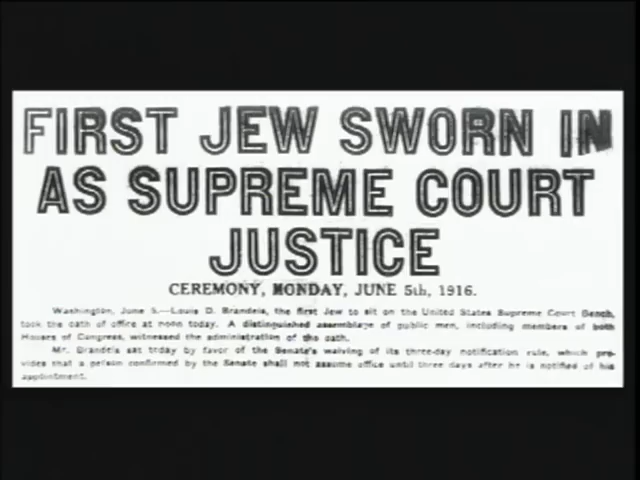 FIRST JEW SWORN IN
AS SUPREME COURT
JUSTICE
CEREMONY, MONDAY, JUNE 5th, 1916.
Washington, June 5.—Louis D. Brandeis, the first Jew to sit on the United States Supreme Court Bench,
took the oath of office at noon today. A distinguished assemblage of public men, including members of both
Houses of Congress, witnessed the administration of the oath.
Mr. Brandeis sat today by favor of the Senate's waiving of its three-day notification rule, which pro-
vides that a person confirmed by the Senate shall not assume office until three days after he is notified of his
appointment.